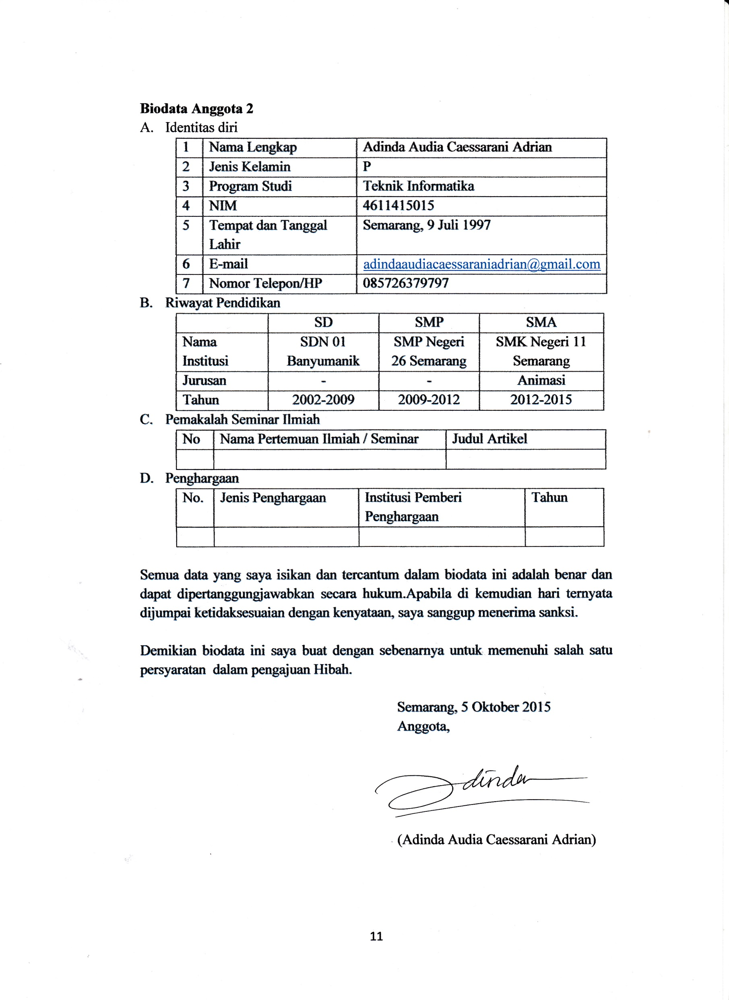 Biodata Anggota 2
A. Identitas diri
1 Nama Lengkap Adinda Audia Caessarani Adrian
2 Jenis Kelamin P
3 Program Studi Teknik Informatika
4 NIM 4611415015
5 Tempat dan Tanggal Semarang, 9 Juli 1997
Lahir
6 E-mail adindaaudiacaessaraniadrian@gmail.com
7 Nomor Telepon/HP 085726379797
B. Riwayat Pendidikan
SD SMP SMA
Nama SDN 01 SMP Negeri SMK Negeri 11
Institusi Banyumanik 26 Semarang Semarang
Jurusan - - Animasi
Tahun 2002-2009 2009-2012 2012-2015
C. Pemakalah Seminar Ilmiah
No Nama Pertemuan Ilmiah / Seminar Judul Artikel
D. Penghargaan
No. Jenis Penghargaan Institusi Pemberi Tahun
Penghargaan
Semua data yang saya isikan dan tercantum dalam biodata ini adalah benar dan
dapat dipertanggungjawabkan secara hukum.Apabila di kemudian hari ternyata
dijumpai ketidaksesuaian dengan kenyataan, saya sanggup menerima sanksi.
Demikian biodata ini saya buat dengan sebenarnya untuk memenuhi salah satu
persyaratan dalam pengajuan Hibah.
Semarang, 5 Oktober 2015
Anggota,
Adinda
(Adinda Audia Caessarani Adrian)
11